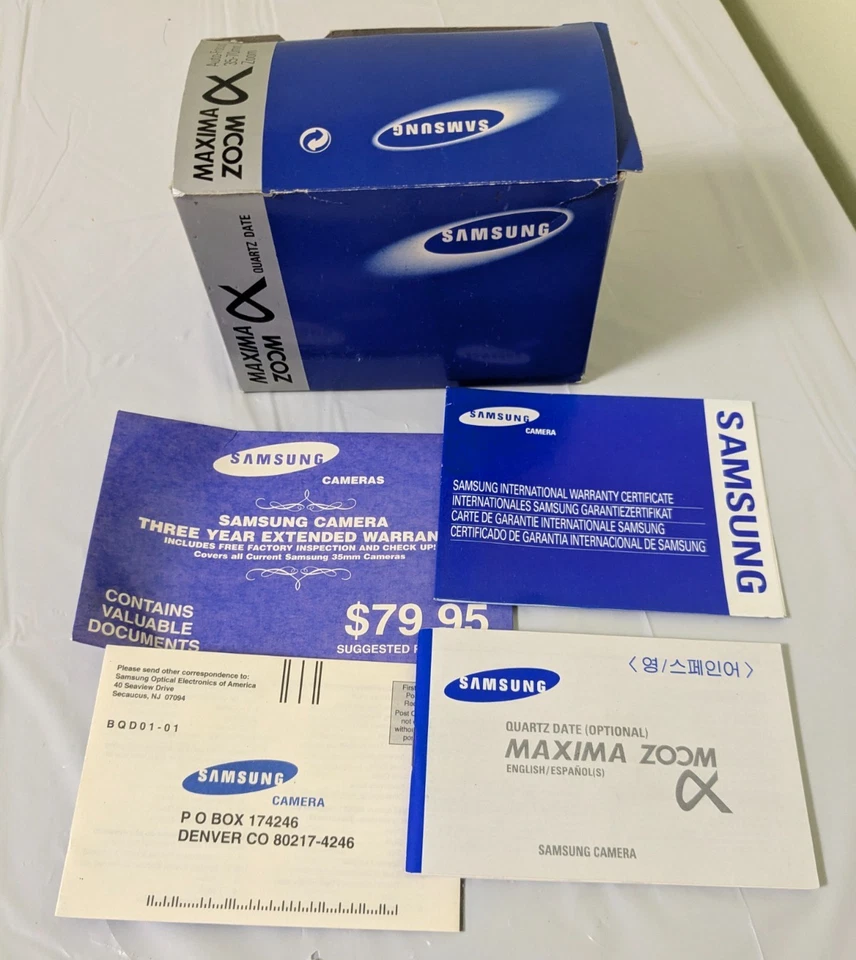 Auto-Focus
35-70mm
Zoom
MAXIMA α
ZOOM
SAMSUNG
SAMSUNG
MAXIMA α QUARTZ DATE
ZOOM
SAMSUNG
CAMERAS
SAMSUNG CAMERA
THREE YEAR EXTENDED WARRAN
INCLUDES FREE FACTORY INSPECTION AND CHECK UP!
Covers all Current Samsung 35mm Cameras
CONTAINS
VALUABLE
DOCUMENTS
$79.95
SUGGESTED
SAMSUNG
CAMERA
SAMSUNG INTERNATIONAL WARRANTY CERTIFICATE
INTERNATIONALES SAMSUNG GARANTIEZERTIFIKAT
CARTE DE GARANTIE INTERNATIONALE SAMSUNG
CERTIFICADO DE GARANTIA INTERNACIONAL DE SAMSUNG
SAMSUNG
Please send other correspondence to:
Samsung Optical Electronics of America
40 Seaview Drive
Secaucus, NJ 07094
BQD01-01
SAMSUNG
CAMERA
P O BOX 174246
DENVER CO 80217-4246
〈영/스페인어〉
SAMSUNG
QUARTZ DATE (OPTIONAL)
MAXIMA ZOOM
ENGLISH/ESPAÑOL(S)
α
SAMSUNG CAMERA